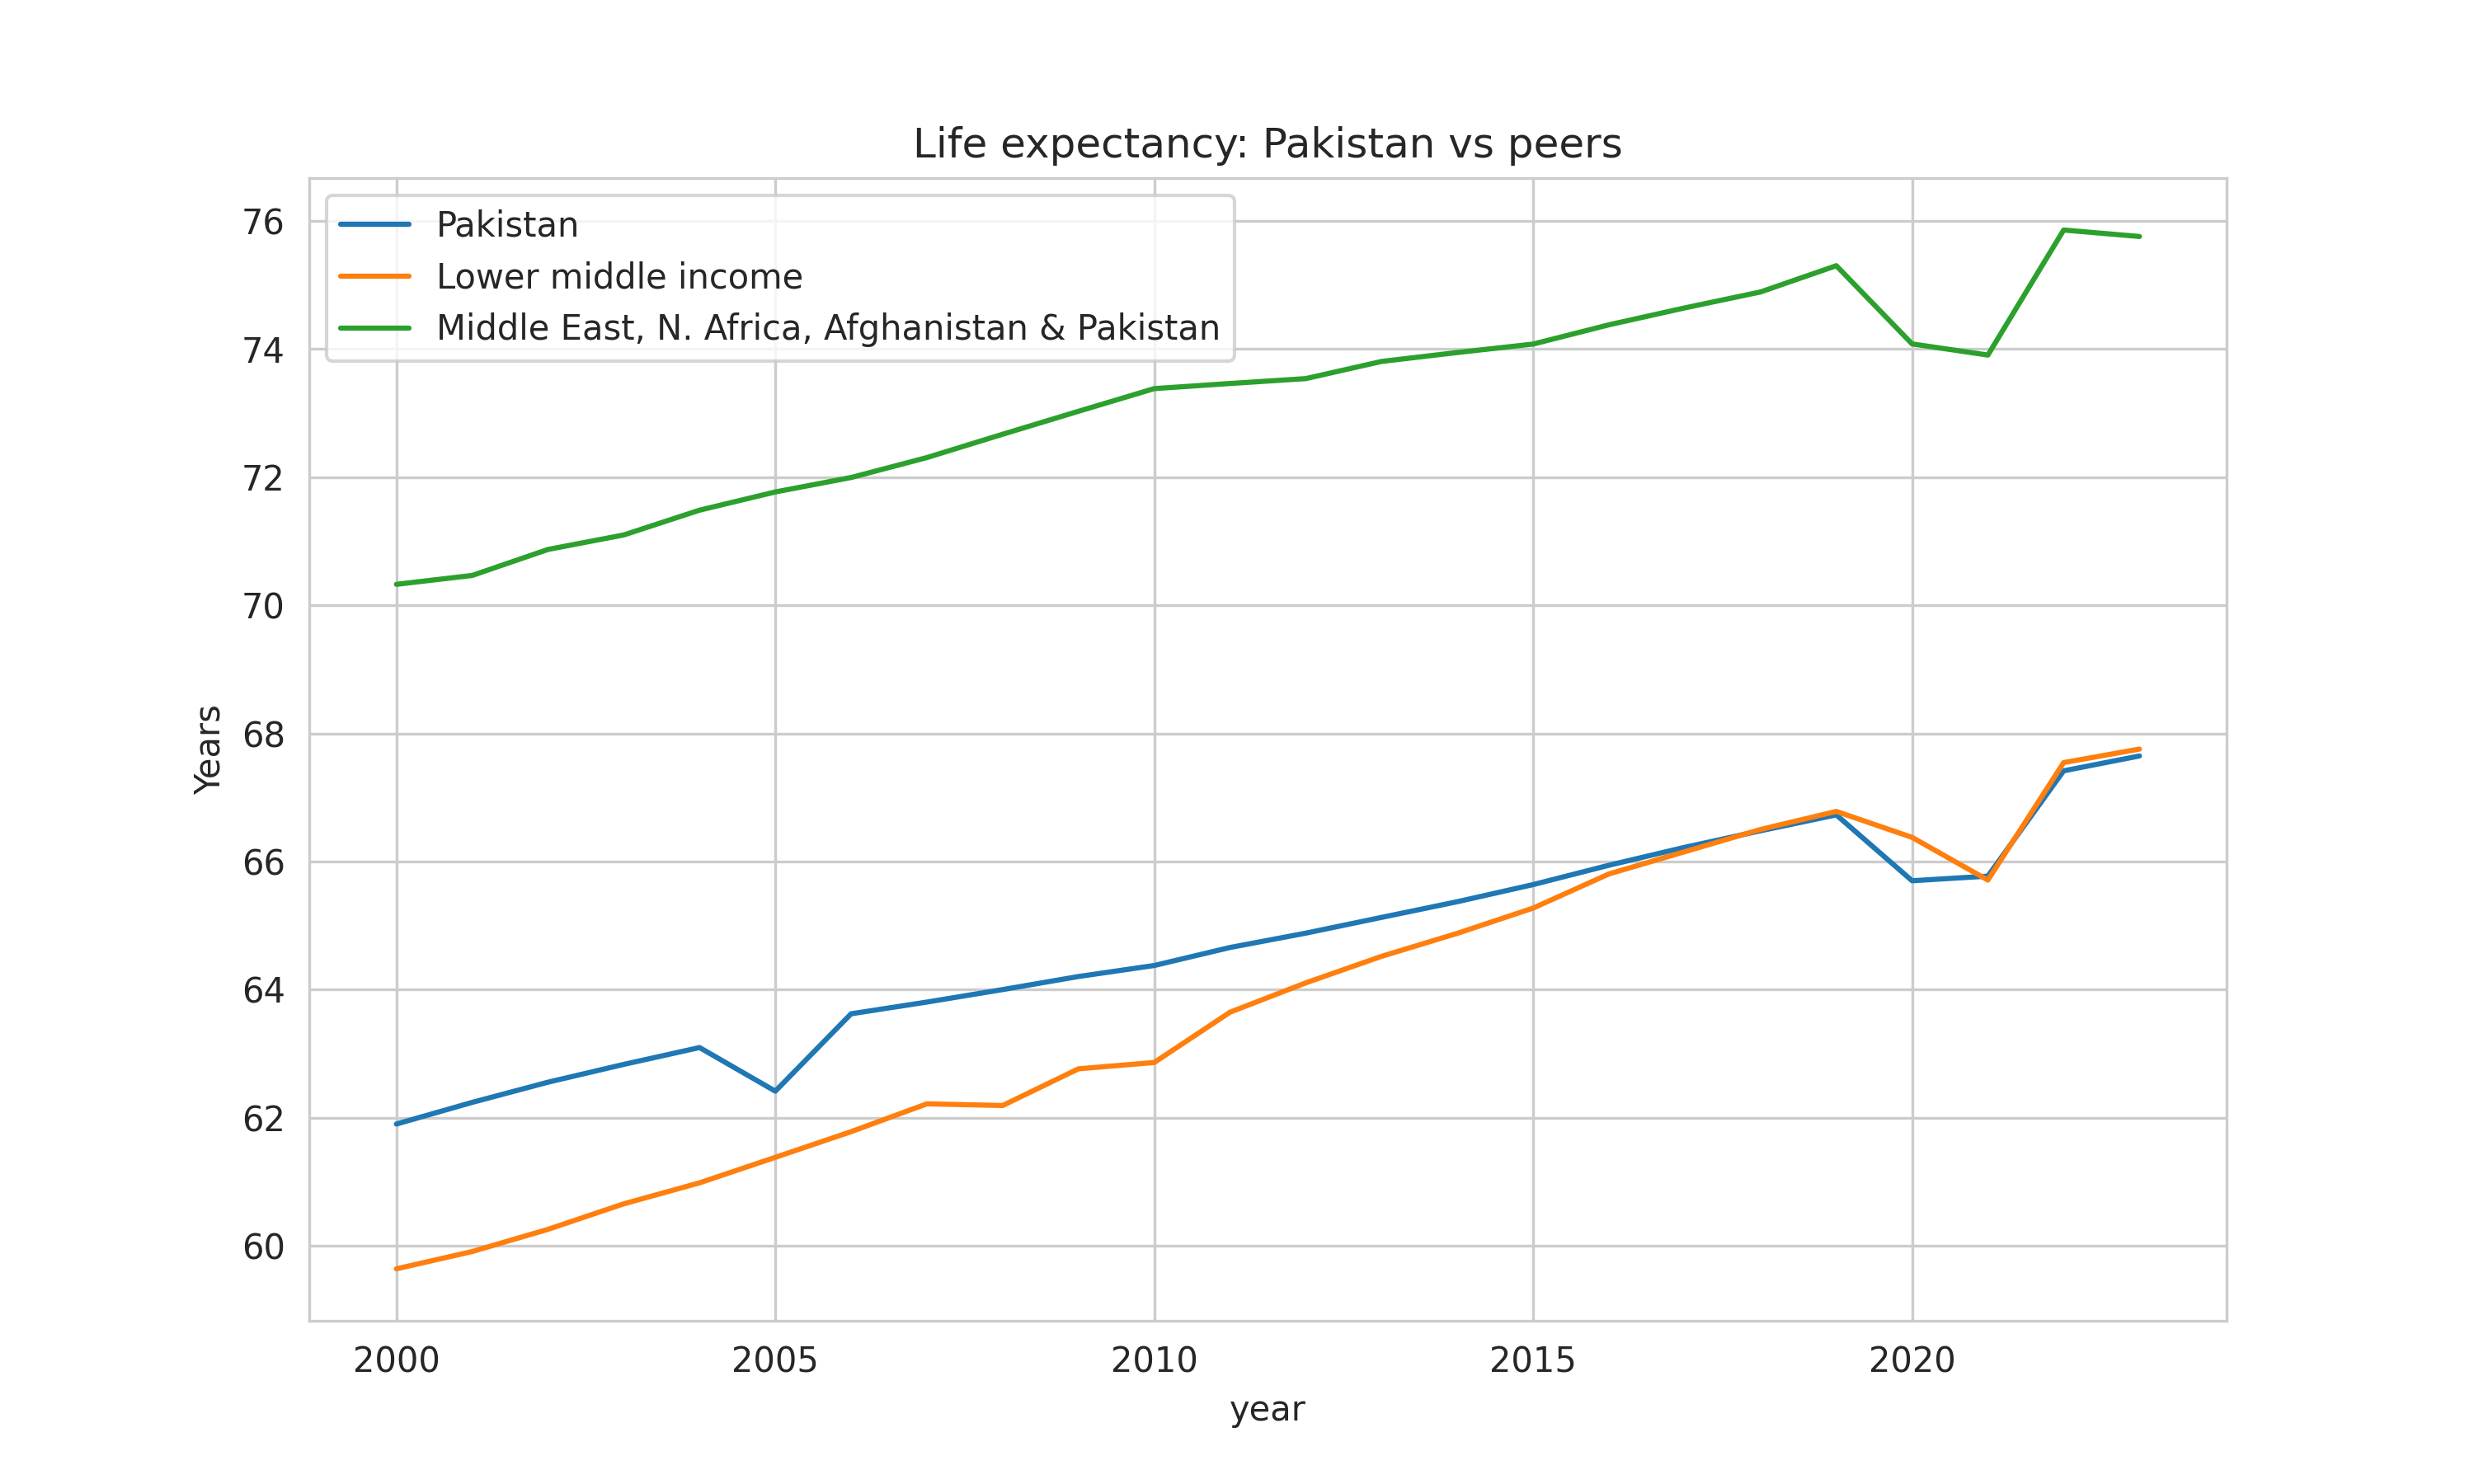 Life expectancy: Pakistan vs peers
Pakistan
Lower middle income
Middle East, N. Africa, Afghanistan & Pakistan
76
74
72
70
68
66
64
62
60
Years
2000 2005 2010 2015 2020
year